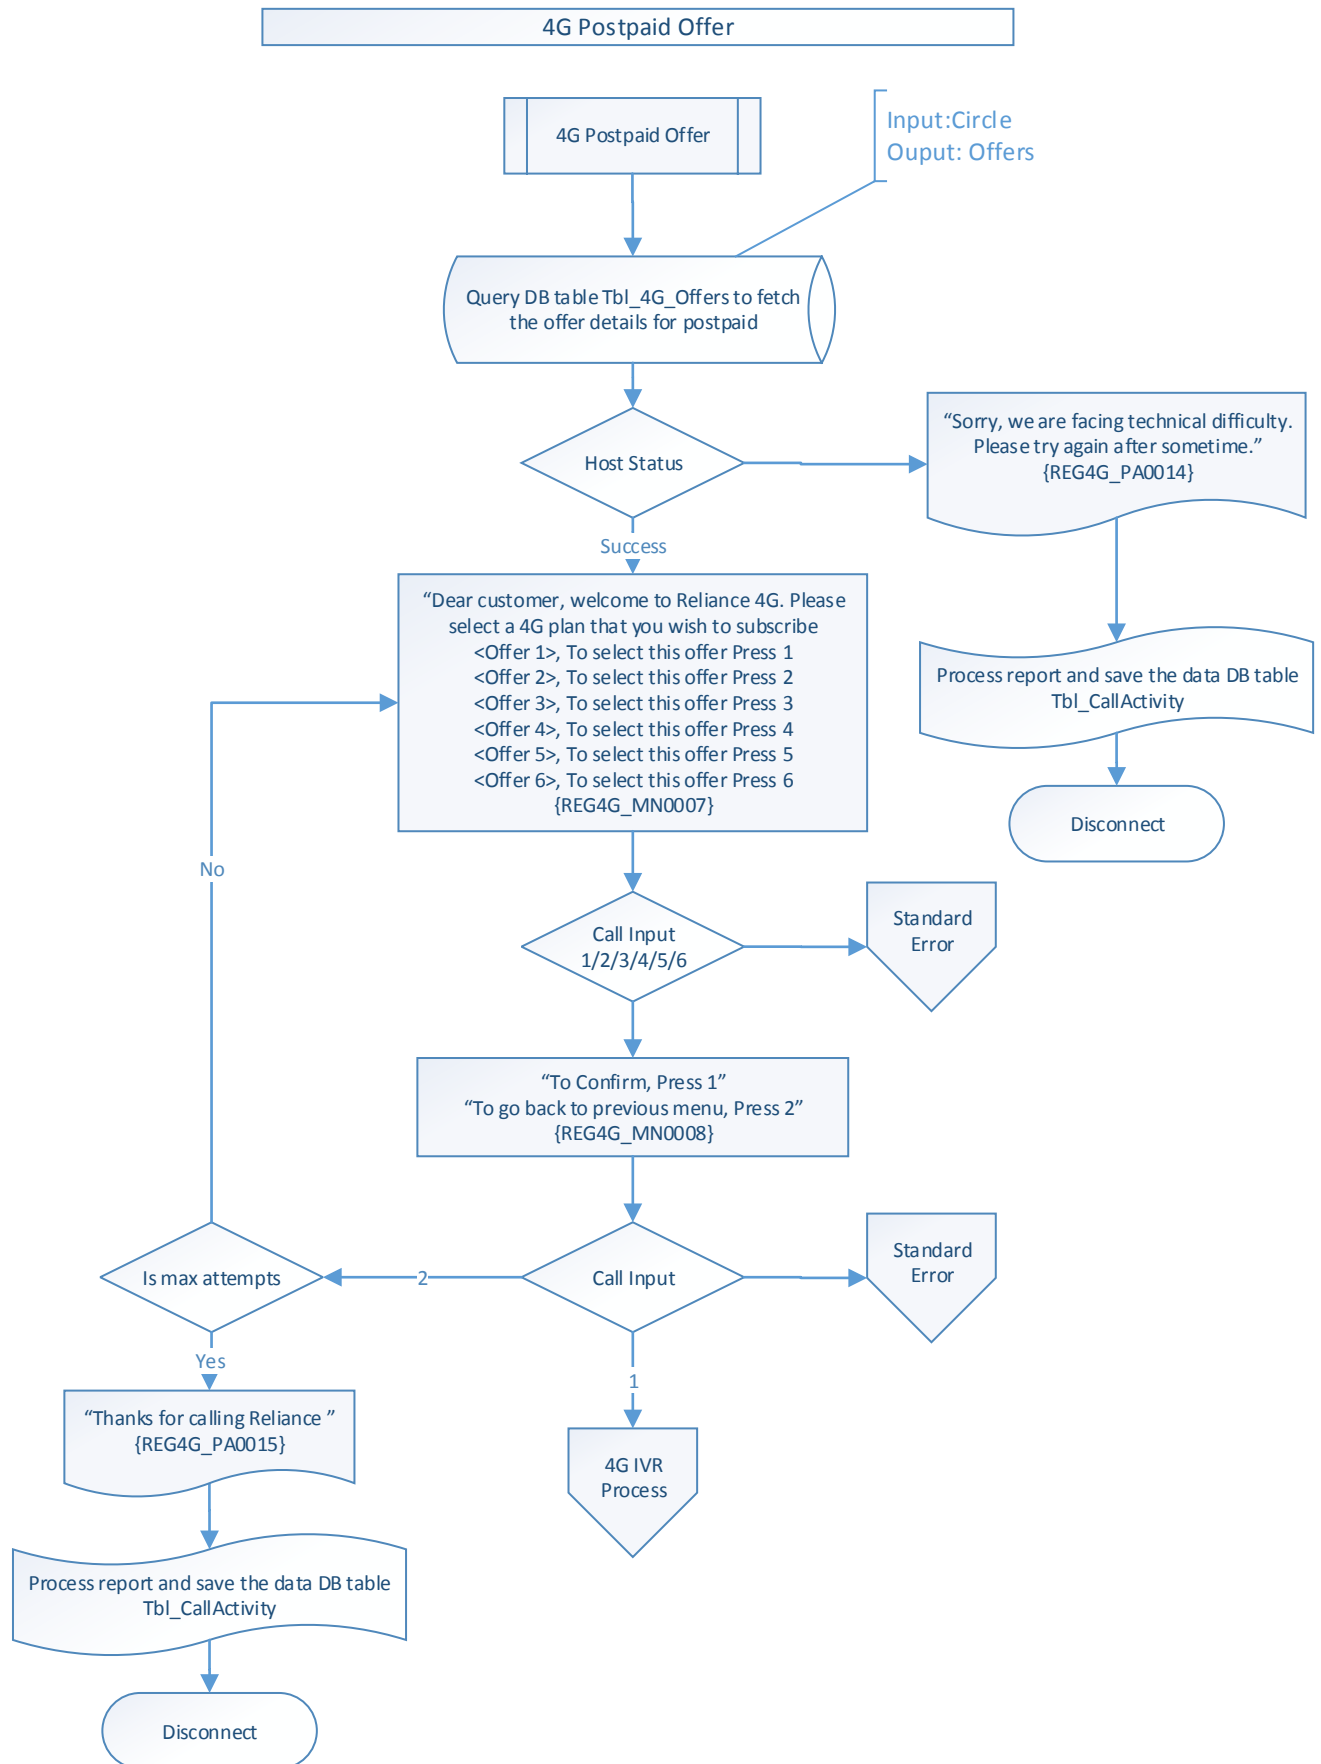 4G Postpaid Offer
4G Postpaid Offer
Input:Circle
Ouput: Offers
Query DB table Tbl_4G_Offers to fetch
the offer details for postpaid
Host Status
“Sorry, we are facing technical difficulty.
Please try again after sometime.”
{REG4G_PA0014}
Success
“Dear customer, welcome to Reliance 4G. Please
select a 4G plan that you wish to subscribe
<Offer 1>, To select this offer Press 1
<Offer 2>, To select this offer Press 2
<Offer 3>, To select this offer Press 3
<Offer 4>, To select this offer Press 4
<Offer 5>, To select this offer Press 5
<Offer 6>, To select this offer Press 6
{REG4G_MN0007}
Process report and save the data DB table
Tbl_CallActivity
Disconnect
No
Call Input
1/2/3/4/5/6
Standard
Error
“To Confirm, Press 1”
“To go back to previous menu, Press 2”
{REG4G_MN0008}
Is max attempts
2
Call Input
Standard
Error
Yes
1
“Thanks for calling Reliance ”
{REG4G_PA0015}
4G IVR
Process
Process report and save the data DB table
Tbl_CallActivity
Disconnect